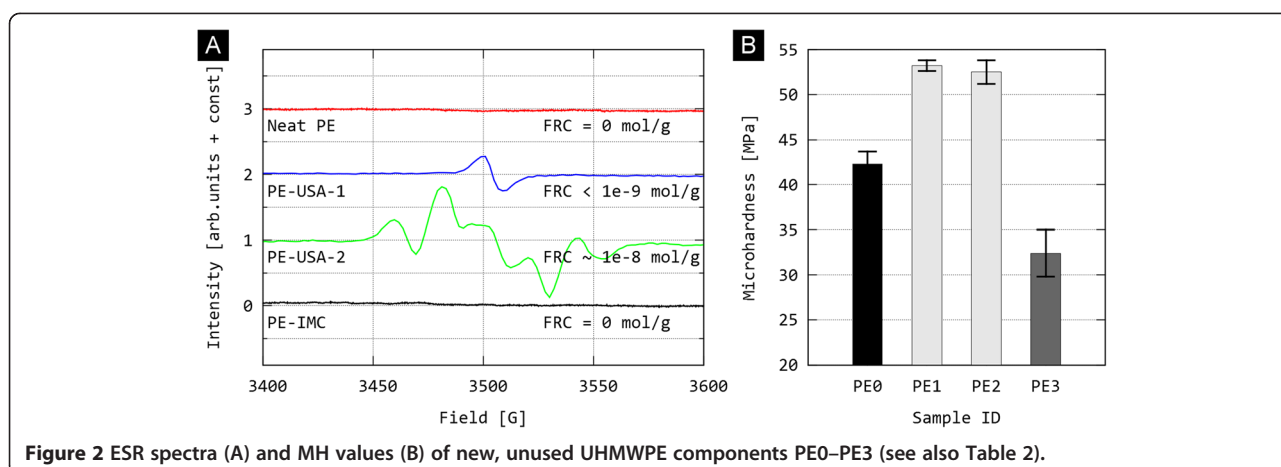 A
Intensity [arb.units + const]
3
2
1
0
Neat PE
FRC = 0 mol/g
PE-USA-1
FRC < 1e-9 mol/g
PE-USA-2
FRC ~ 1e-8 mol/g
PE-IMC
FRC = 0 mol/g
3400 3450 3500 3550 3600
Field [G]
B
Microhardness [MPa]
55
50
45
40
35
30
25
20
PE0 PE1 PE2 PE3
Sample ID
Figure 2 ESR spectra (A) and MH values (B) of new, unused UHMWPE components PE0–PE3 (see also Table 2).